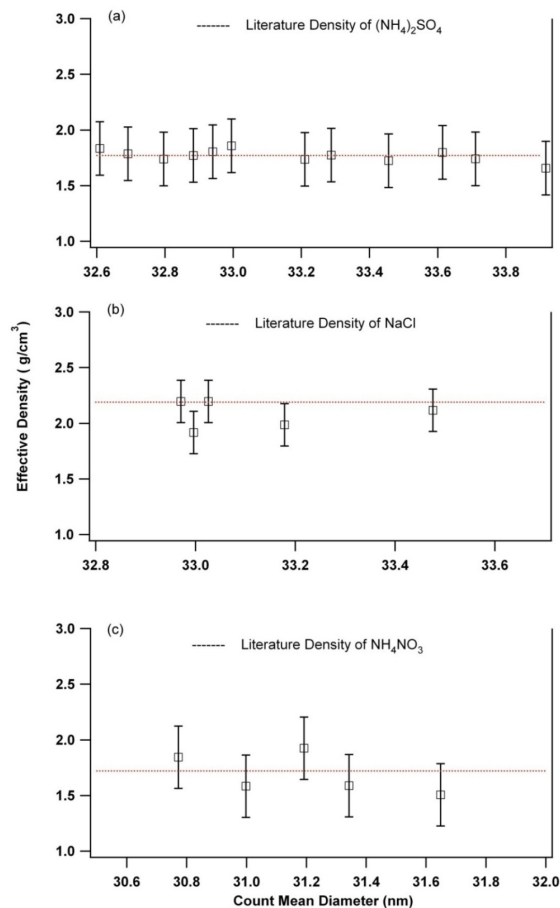 (a)
------- Literature Density of (NH₄)₂SO₄
3.0
2.5
2.0
1.5
1.0
32.6 32.8 33.0 33.2 33.4 33.6 33.8
(b)
------- Literature Density of NaCl
3.0
2.5
2.0
1.5
1.0
32.8 33.0 33.2 33.4 33.6
Effective Density ( g/cm³)
(c)
------- Literature Density of NH₄NO₃
3.0
2.5
2.0
1.5
1.0
30.6 30.8 31.0 31.2 31.4 31.6 31.8 32.0
Count Mean Diameter (nm)